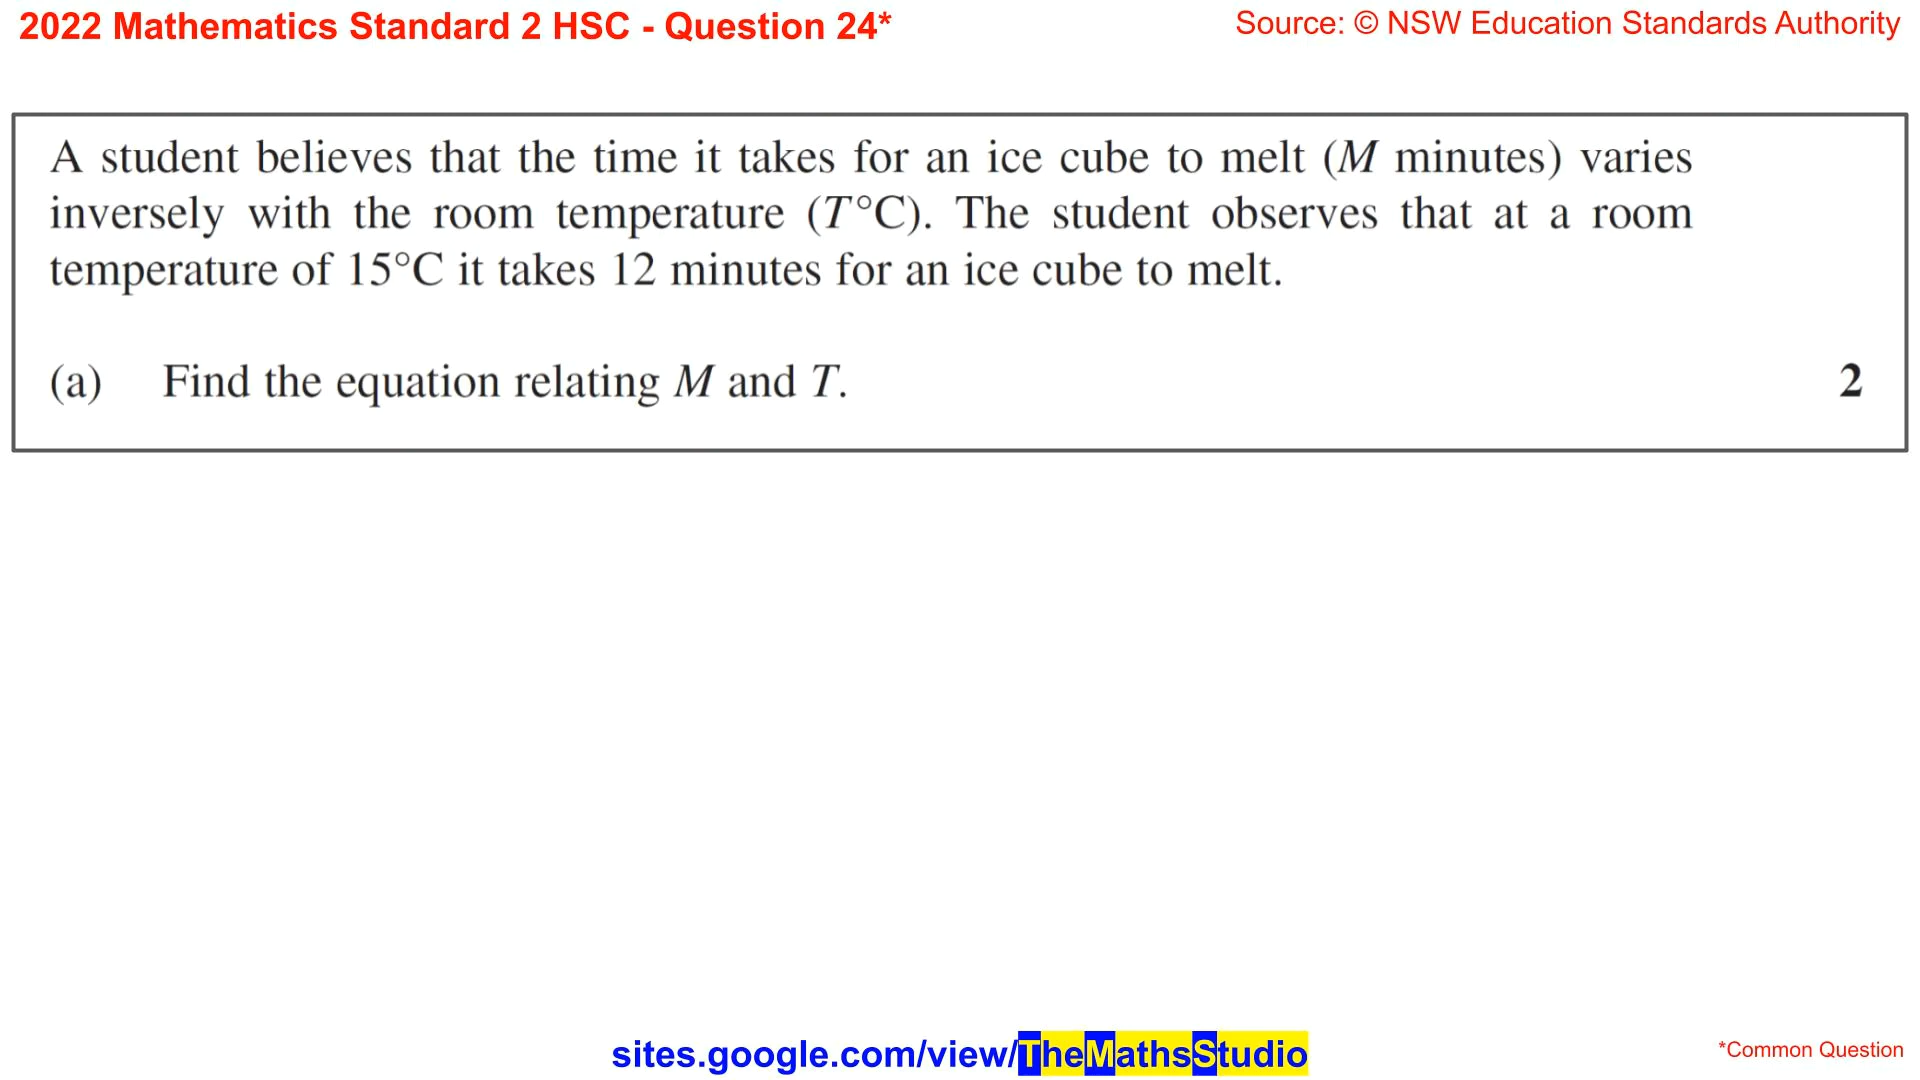 2022 Mathematics Standard 2 HSC - Question 24*
Source: © NSW Education Standards Authority
A student believes that the time it takes for an ice cube to melt (M minutes) varies
inversely with the room temperature (T°C). The student observes that at a room
temperature of 15°C it takes 12 minutes for an ice cube to melt.
(a) Find the equation relating M and T. 2
sites.google.com/view/TheMathsStudio
*Common Question